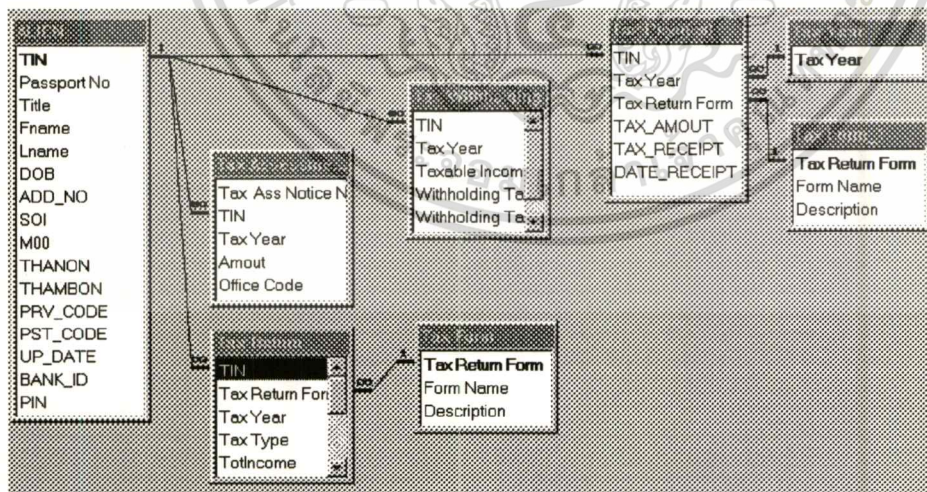 TIN
Passport No
Title
Fname
Lname
DOB
ADD_NO
SOI
M00
THANON
THAMBON
PRV_CODE
PST_CODE
UP_DATE
BANK_ID
PIN
Tax Ass Notice N
TIN
Tax Year
Amout
Office Code
TIN
Tax Return Forr
Tax Year
Tax Type
TotIncome
TIN
Tax Year
Taxable Incom
Withholding Ta
Withholding Ta
Tax Form
Tax Return Form
Form Name
Description
TIN
Tax Year
Tax Return Form
TAX_AMOUT
TAX_RECEIPT
DATE_RECEIPT
Tax Year
Tax Return Form
Form Name
Description